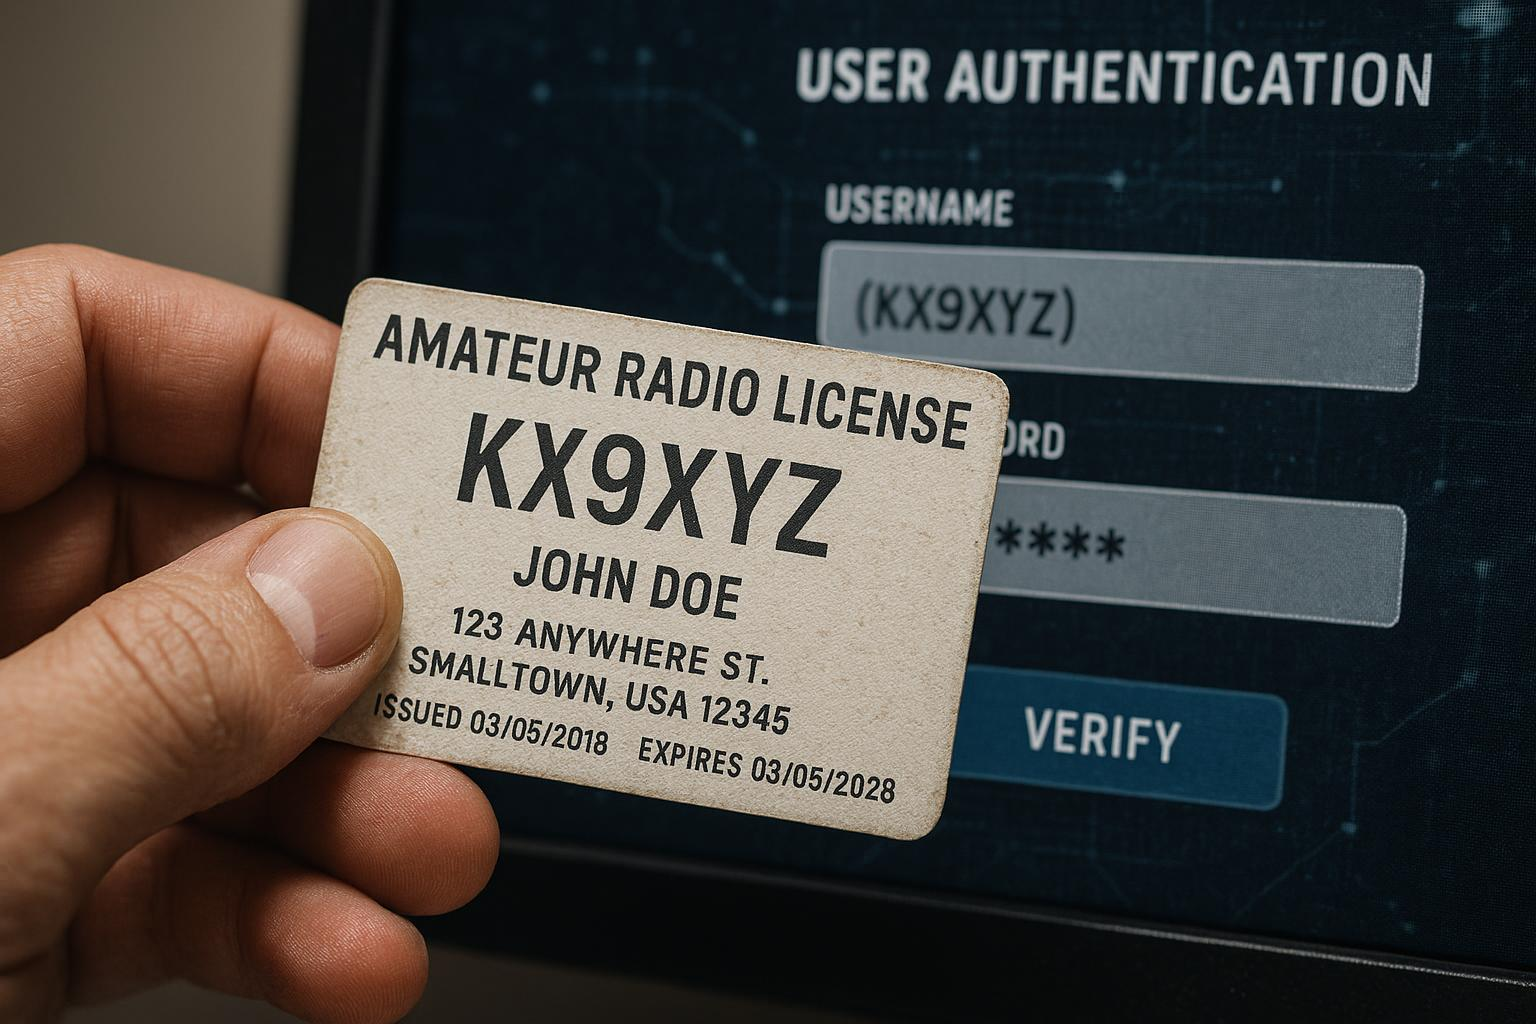 USER AUTHENTICATION
USERNAME
(KX9XYZ)
ORD
****
VERIFY
AMATEUR RADIO LICENSE
KX9XYZ
JOHN DOE
123 ANYWHERE ST.
SMALLTOWN, USA 12345
ISSUED 03/05/2018 EXPIRES 03/05/2028